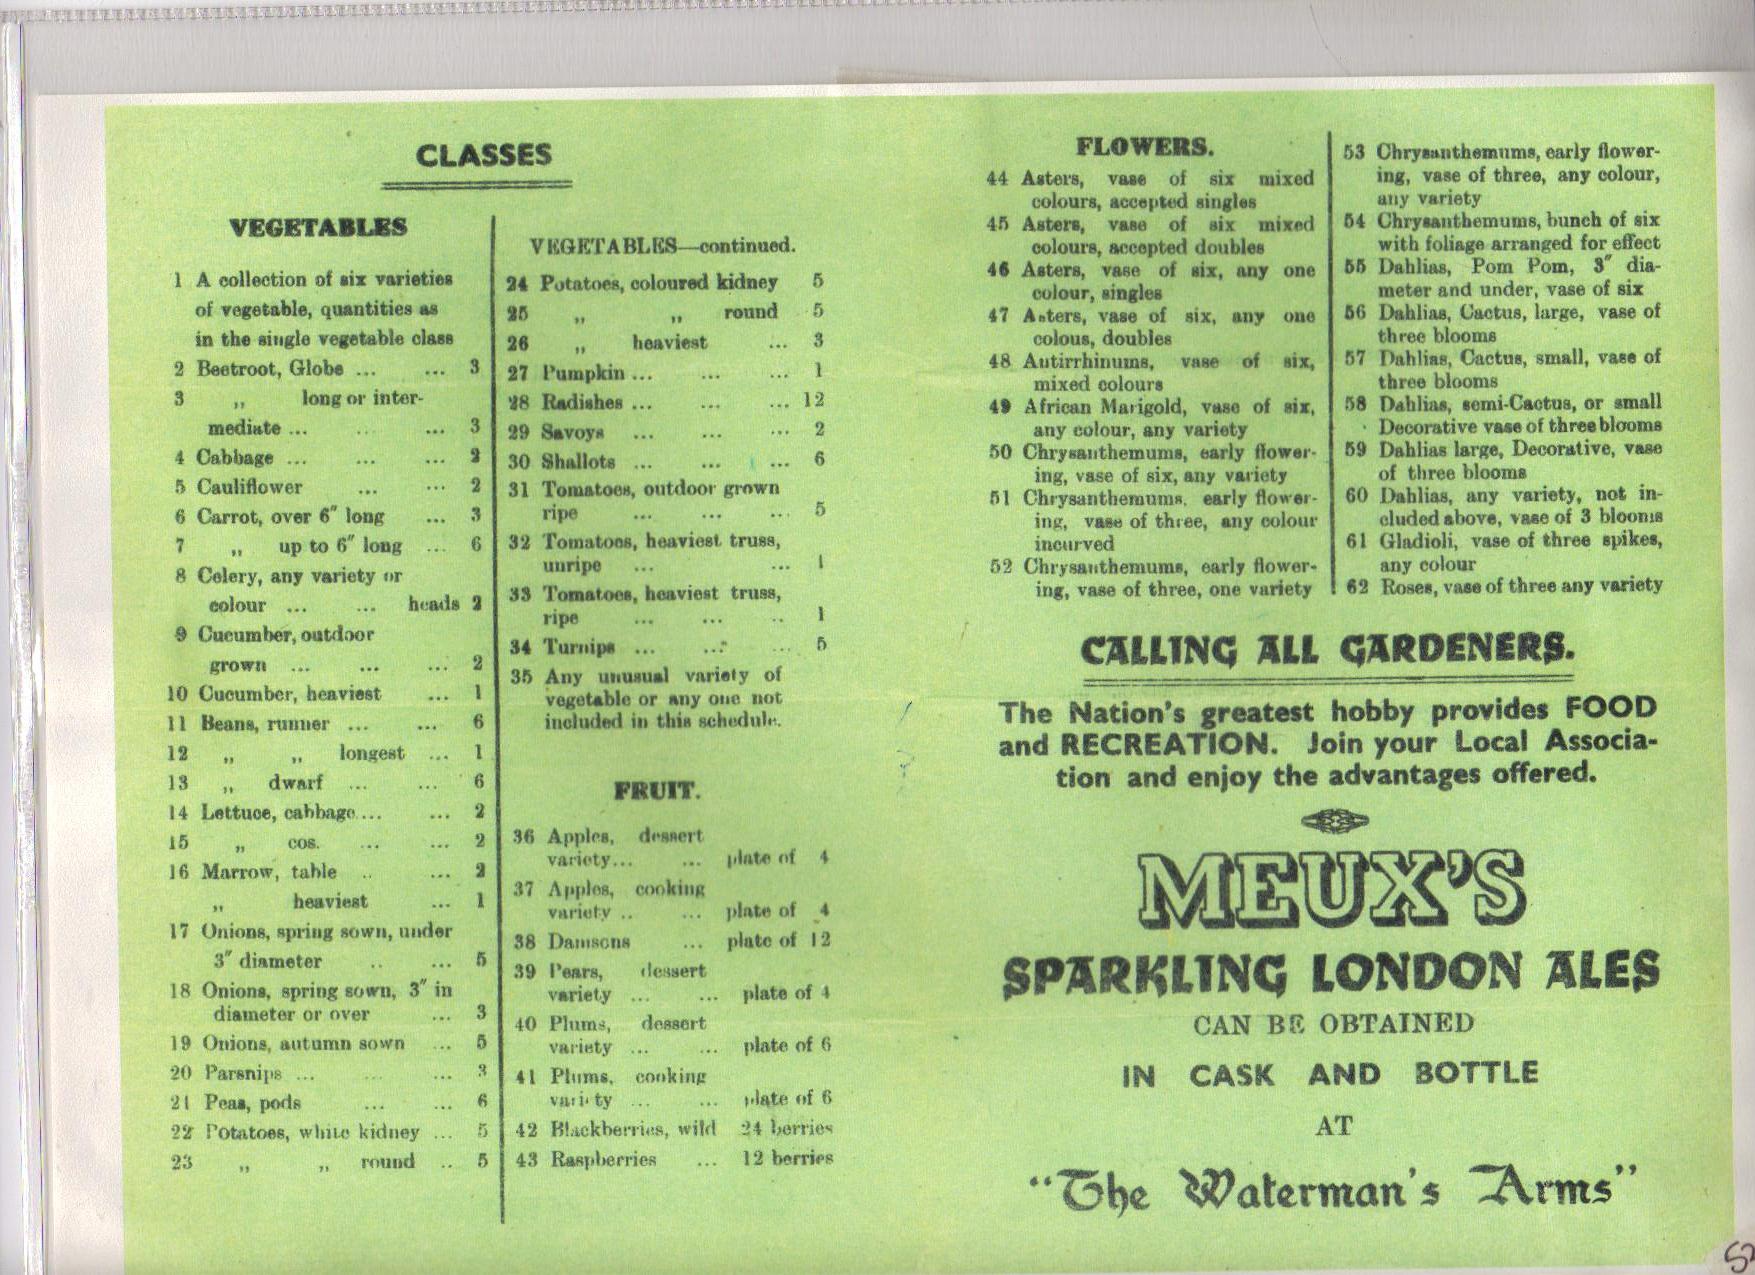 CLASSES
VEGETABLES
1 A collection of six varieties
of vegetable, quantities as
in the single vegetable class
2 Beetroot, Globe ... ... 3
3 ,, long or inter-
mediate ... ... 3
4 Cabbage ... ... ... 2
5 Cauliflower ... ... 2
6 Carrot, over 6" long ... 3
7 ,, up to 6" long ... 6
8 Celery, any variety or
colour ... ... heads 2
9 Cucumber, outdoor
grown ... ... ... 2
10 Cucumber, heaviest ... 1
11 Beans, runner ... ... 6
12 ,, ,, longest ... 1
13 ,, dwarf ... ... 6
14 Lettuce, cabbage ... ... 2
15 ,, cos. ... ... 2
16 Marrow, table .. ... 2
,, heaviest ... 1
17 Onions, spring sown, under
3" diameter .. ... 5
18 Onions, spring sown, 3" in
diameter or over ... 3
19 Onions, autumn sown ... 5
20 Parsnips ... ... ... 3
21 Peas, pods ... ... 6
22 Potatoes, white kidney ... 5
23 ,, ,, round .. 5
VEGETABLES—continued.
24 Potatoes, coloured kidney 5
25 ,, ,, round 5
26 ,, heaviest ... 3
27 Pumpkin ... ... ... 1
28 Radishes ... ... ... 12
29 Savoys ... ... ... 2
30 Shallots ... ... ... 6
31 Tomatoes, outdoor grown
ripe ... ... ... 5
32 Tomatoes, heaviest truss,
unripe ... ... 1
33 Tomatoes, heaviest truss,
ripe ... ... .. 1
34 Turnips ... ... ... 5
35 Any unusual variety of
vegetable or any one not
included in this schedule.
FRUIT.
36 Apples, dessert
variety... ... plate of 4
37 Apples, cooking
variety .. ... plate of 4
38 Damsons ... plate of 12
39 Pears, dessert
variety ... ... plate of 4
40 Plums, dessert
variety ... ... plate of 6
41 Plums, cooking
variety ... ... plate of 6
42 Blackberries, wild 24 berries
43 Raspberries ... 12 berries
FLOWERS.
44 Asters, vase of six mixed
colours, accepted singles
45 Asters, vase of six mixed
colours, accepted doubles
46 Asters, vase of six, any one
colour, singles
47 Asters, vase of six, any one
colous, doubles
48 Autirrhinums, vase of six,
mixed colours
49 African Marigold, vase of six,
any colour, any variety
50 Chrysanthemums, early flower-
ing, vase of six, any variety
51 Chrysanthemums, early flower-
ing, vase of three, any colour
incurved
52 Chrysanthemums, early flower-
ing, vase of three, one variety
53 Chrysanthemums, early flower-
ing, vase of three, any colour,
any variety
54 Chrysanthemums, bunch of six
with foliage arranged for effect
55 Dahlias, Pom Pom, 3" dia-
meter and under, vase of six
56 Dahlias, Cactus, large, vase of
three blooms
57 Dahlias, Cactus, small, vase of
three blooms
58 Dahlias, semi-Cactus, or small
Decorative vase of three blooms
59 Dahlias large, Decorative, vase
of three blooms
60 Dahlias, any variety, not in-
cluded above, vase of 3 blooms
61 Gladioli, vase of three spikes,
any colour
62 Roses, vase of three any variety
CALLING ALL GARDENERS.
The Nation's greatest hobby provides FOOD
and RECREATION. Join your Local Associa-
tion and enjoy the advantages offered.
MEUX'S
SPARKLING LONDON ALES
CAN BE OBTAINED
IN CASK AND BOTTLE
AT
"The Waterman's Arms"